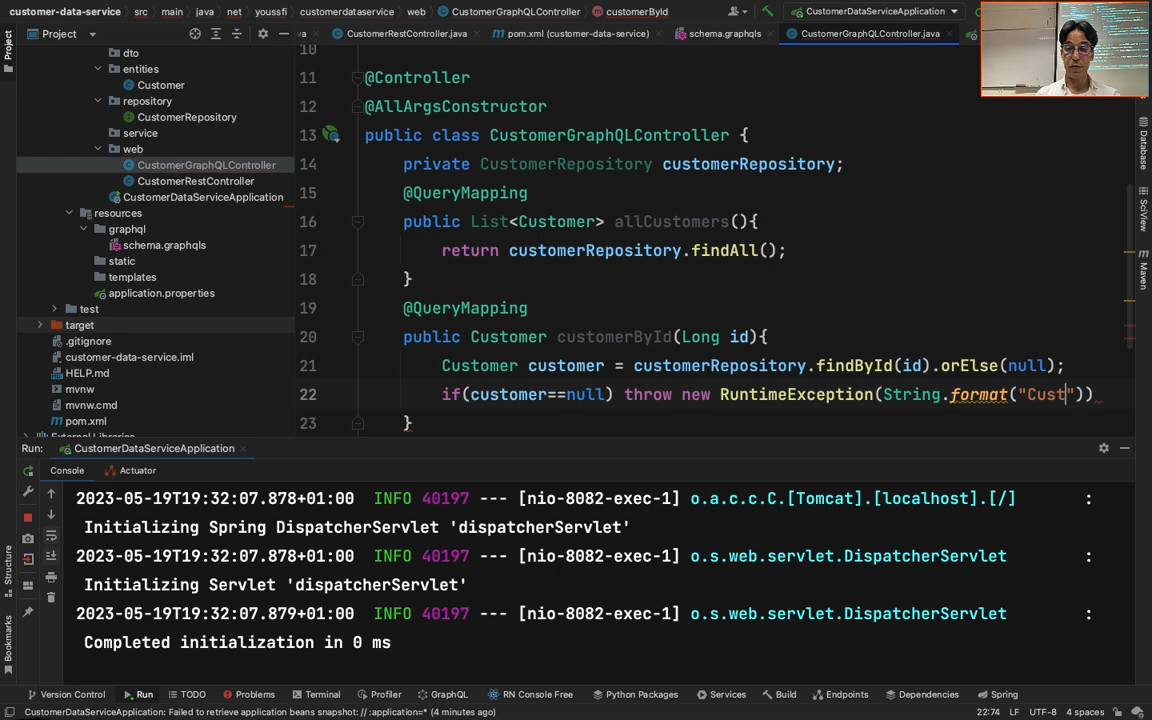 customer-data-service src main java net youssfi customerdataservice web CustomerGraphQLController customerById CustomerDataServiceApplication
Project CustomerRestController.java pom.xml (customer-data-service) schema.graphqls CustomerGraphQLController.java
dto
entities
Customer
repository
CustomerRepository
service
web
CustomerGraphQLController
CustomerRestController
CustomerDataServiceApplication
resources
graphql
schema.graphqls
static
templates
application.properties
test
target
.gitignore
customer-data-service.iml
HELP.md
mvnw
mvnw.cmd
pom.xml
External Libraries
10
11 @Controller
12 @AllArgsConstructor
13 public class CustomerGraphQLController {
14 private CustomerRepository customerRepository;
15 @QueryMapping
16 public List<Customer> allCustomers(){
17 return customerRepository.findAll();
18 }
19 @QueryMapping
20 public Customer customerById(Long id){
21 Customer customer = customerRepository.findById(id).orElse(null);
22 if(customer==null) throw new RuntimeException(String.format("Cust"))
23 }
Project
Structure
Bookmarks
Database
SciView
Maven
Run: CustomerDataServiceApplication
Console Actuator
2023-05-19T19:32:07.878+01:00 INFO 40197 --- [nio-8082-exec-1] o.a.c.c.C.[Tomcat].[localhost].[/] :
Initializing Spring DispatcherServlet 'dispatcherServlet'
2023-05-19T19:32:07.878+01:00 INFO 40197 --- [nio-8082-exec-1] o.s.web.servlet.DispatcherServlet :
Initializing Servlet 'dispatcherServlet'
2023-05-19T19:32:07.879+01:00 INFO 40197 --- [nio-8082-exec-1] o.s.web.servlet.DispatcherServlet :
Completed initialization in 0 ms
Version Control Run TODO Problems Terminal Profiler GraphQL RN Console Free Python Packages Services Build Endpoints Dependencies Spring
CustomerDataServiceApplication: Failed to retrieve application beans snapshot: // :application=* (4 minutes ago) 22:74 LF UTF-8 4 spaces